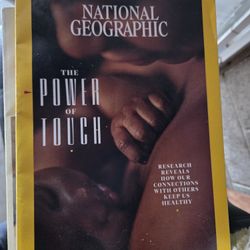 NATIONAL
GEOGRAPHIC
THE
POWER
OF
TOUCH
RESEARCH
REVEALS
HOW OUR
CONNECTIONS
WITH OTHERS
KEEP US
HEALTHY